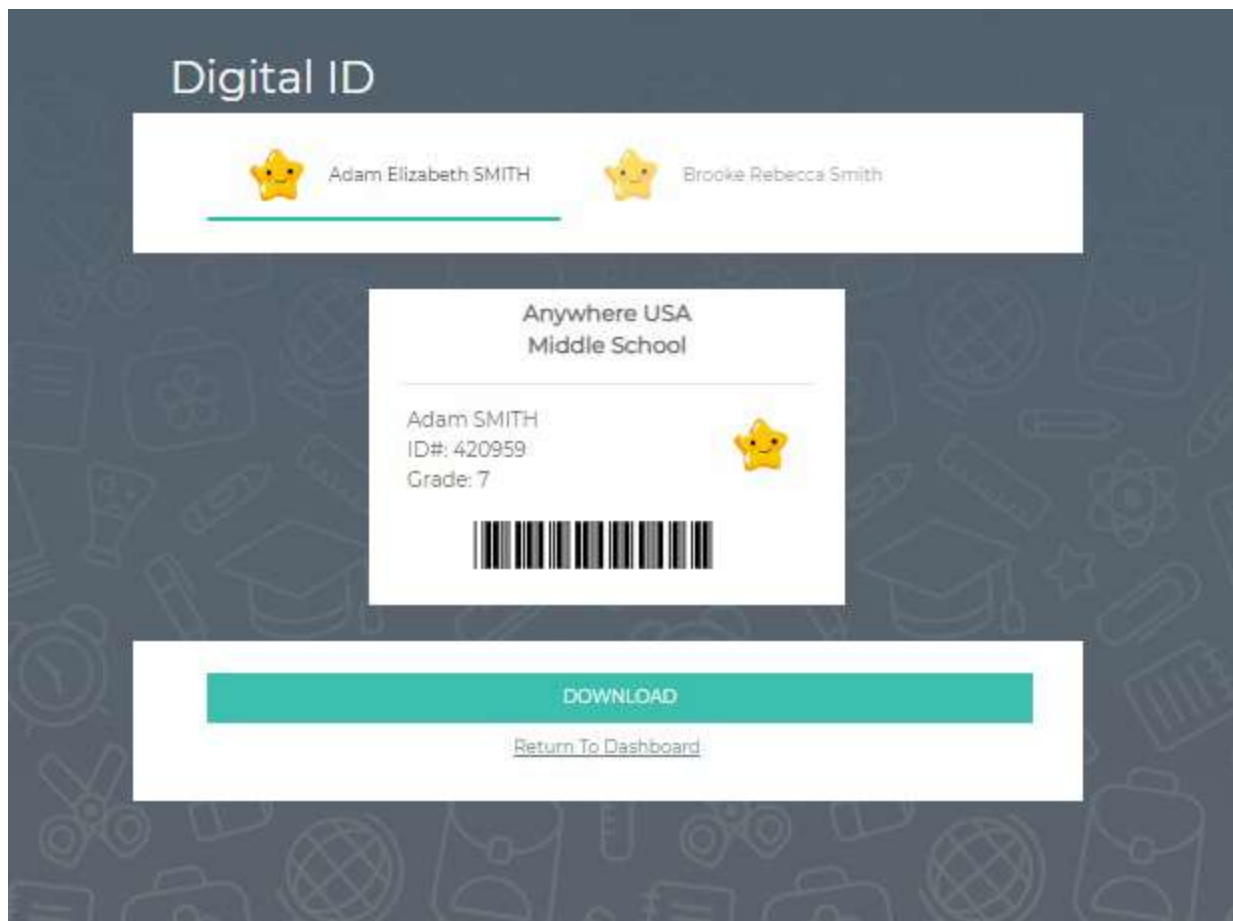 Digital ID
Adam Elizabeth SMITH
Brooke Rebecca Smith
Anywhere USA
Middle School
Adam SMITH
ID#: 420959
Grade: 7
DOWNLOAD
Return To Dashboard